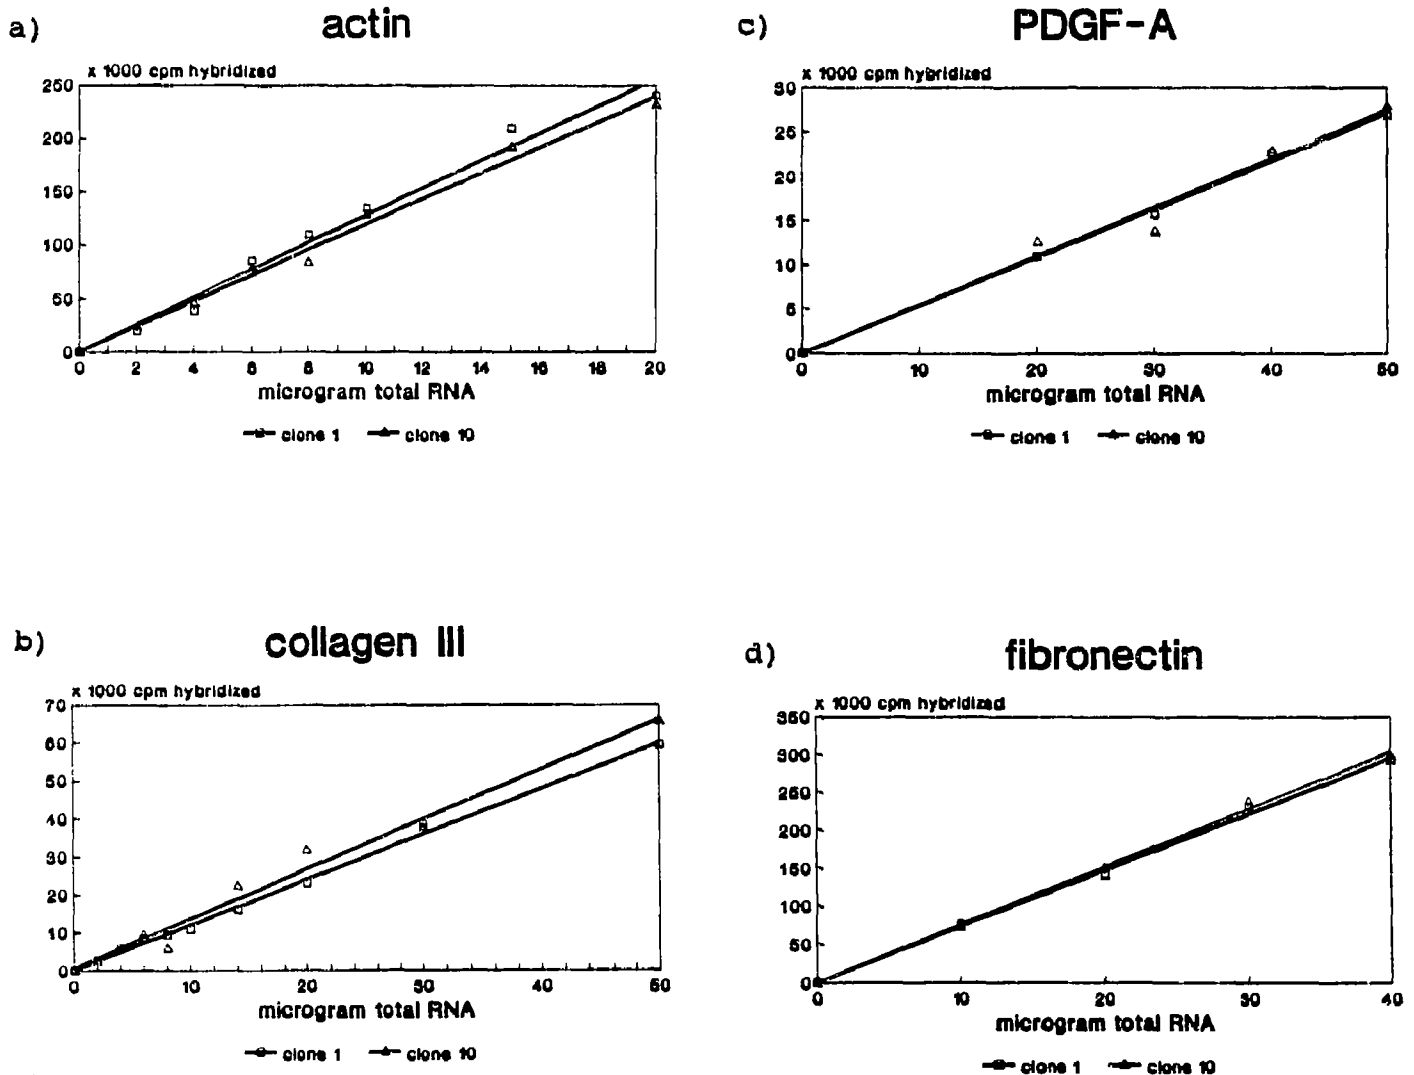 a)
actin
x 1000 cpm hybridized
250
200
150
100
50
0
0 2 4 6 8 10 12 14 16 18 20
microgram total RNA
clone 1 clone 10
c)
PDGF-A
x 1000 cpm hybridized
30
25
20
15
10
5
0
0 10 20 30 40 50
microgram total RNA
clone 1 clone 10
b)
collagen III
x 1000 cpm hybridized
70
60
50
40
30
20
10
0
0 10 20 30 40 50
microgram total RNA
clone 1 clone 10
d)
fibronectin
x 1000 cpm hybridized
350
300
250
200
150
100
50
0
0 10 20 30 40
microgram total RNA
clone 1 clone 10